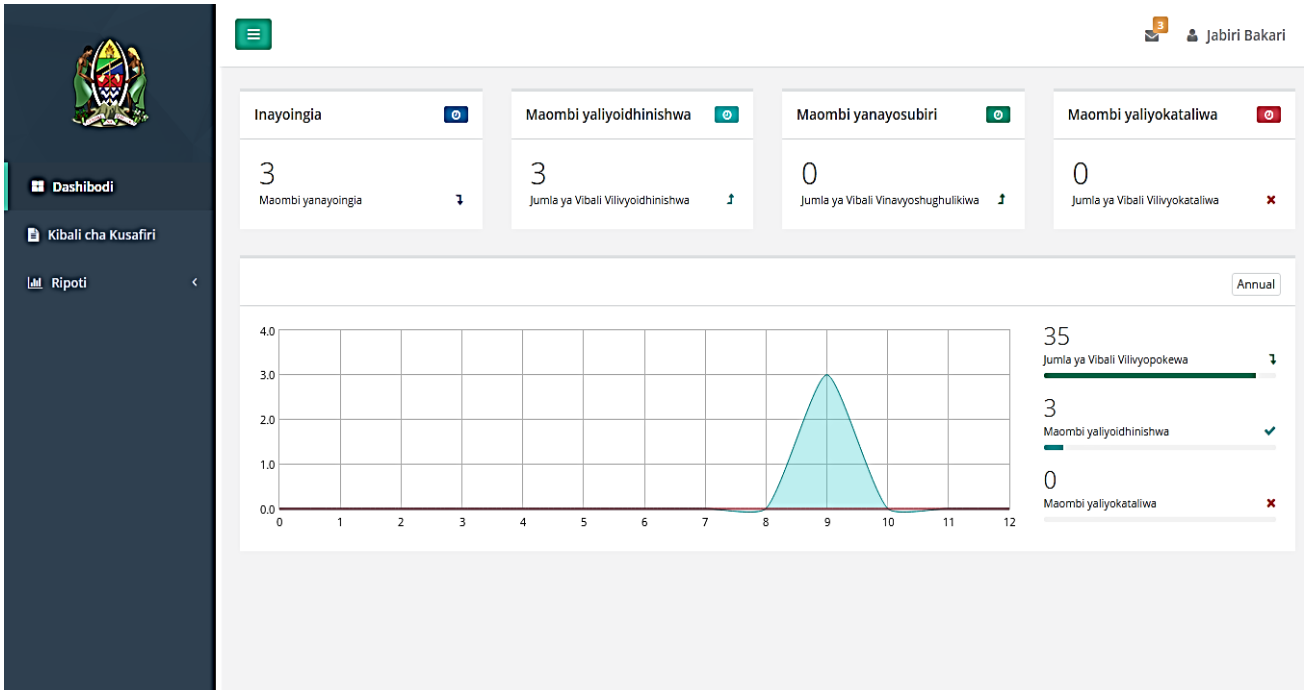 3
Jabiri Bakari
Dashibodi
Kibali cha Kusafiri
Ripoti
Inayoingia
3
Maombi yanayoingia
Maombi yaliyoidhinishwa
3
Jumla ya Vibali Vilivyoidhinishwa
Maombi yanayosubiri
0
Jumla ya Vibali Vinavyoshughulikiwa
Maombi yaliyokataliwa
0
Jumla ya Vibali Vilivyokataliwa
Annual
4.0
3.0
2.0
1.0
0.0
0 1 2 3 4 5 6 7 8 9 10 11 12
35
Jumla ya Vibali Vilivyopokewa
3
Maombi yaliyoidhinishwa
0
Maombi yaliyokataliwa